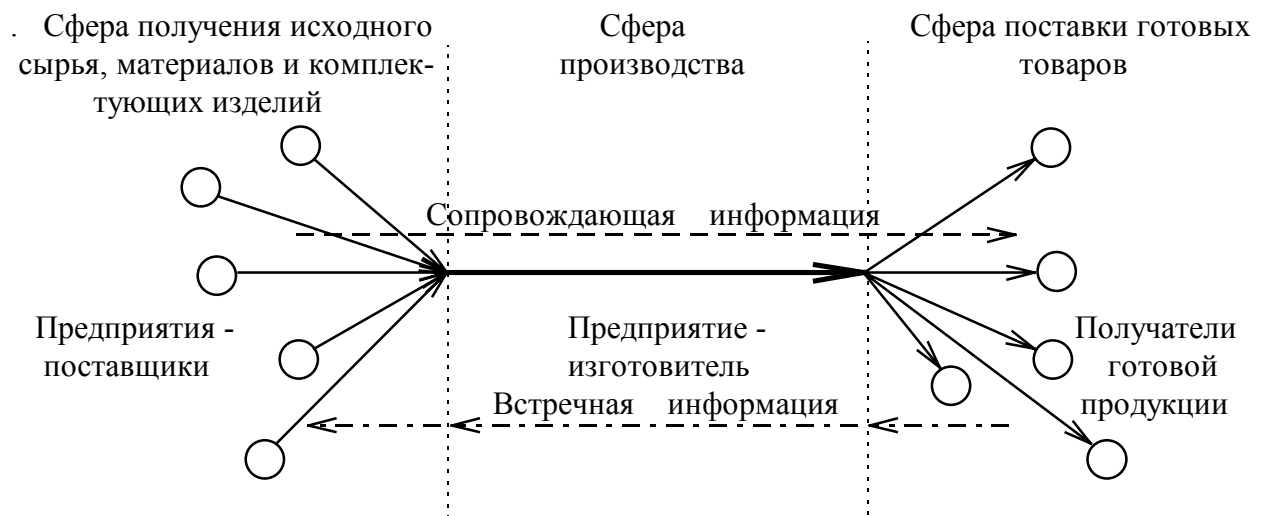 . Сфера получения исходного
сырья, материалов и комплек-
тующих изделий
Сфера
производства
Сфера поставки готовых
товаров
Сопровождающая информация
Предприятия -
поставщики
Предприятие -
изготовитель
Получатели
готовой
продукции
Встречная информация